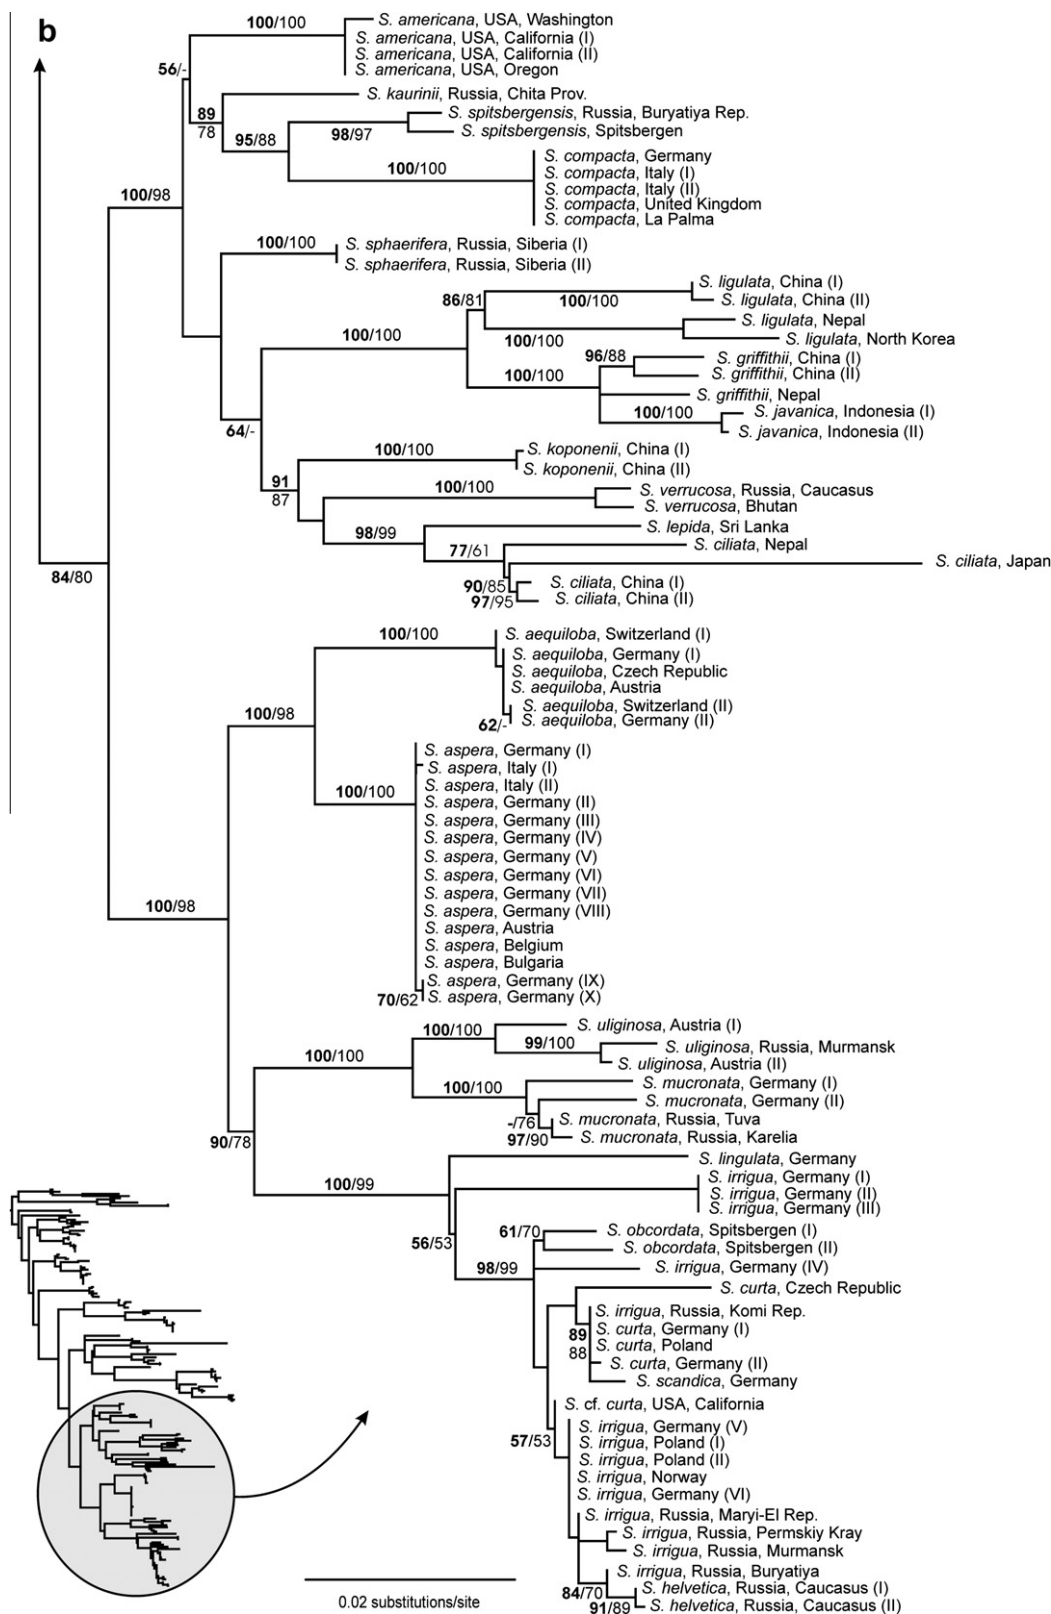 b
100/100
S. americana, USA, Washington
S. americana, USA, California (I)
S. americana, USA, California (II)
S. americana, USA, Oregon
56/-
S. kaurinii, Russia, Chita Prov.
89
78
S. spitsbergensis, Russia, Buryatiya Rep.
98/97
S. spitsbergensis, Spitsbergen
95/88
S. compacta, Germany
100/100
S. compacta, Italy (I)
S. compacta, Italy (II)
S. compacta, United Kingdom
S. compacta, La Palma
100/98
100/100
S. sphaerifera, Russia, Siberia (I)
S. sphaerifera, Russia, Siberia (II)
S. ligulata, China (I)
86/81
100/100
S. ligulata, China (II)
S. ligulata, Nepal
100/100
100/100
S. ligulata, North Korea
96/88
S. griffithii, China (I)
100/100
S. griffithii, China (II)
S. griffithii, Nepal
100/100
S. javanica, Indonesia (I)
S. javanica, Indonesia (II)
64/-
100/100
S. koponenii, China (I)
S. koponenii, China (II)
91
87
100/100
S. verrucosa, Russia, Caucasus
S. verrucosa, Bhutan
98/99
S. lepida, Sri Lanka
77/61
S. ciliata, Nepal
S. ciliata, Japan
84/80
90/85
S. ciliata, China (I)
97/95
S. ciliata, China (II)
100/100
S. aequiloba, Switzerland (I)
S. aequiloba, Germany (I)
S. aequiloba, Czech Republic
S. aequiloba, Austria
S. aequiloba, Switzerland (II)
62/-
S. aequiloba, Germany (II)
100/98
S. aspera, Germany (I)
S. aspera, Italy (I)
S. aspera, Italy (II)
100/100
S. aspera, Germany (II)
S. aspera, Germany (III)
S. aspera, Germany (IV)
S. aspera, Germany (V)
S. aspera, Germany (VI)
S. aspera, Germany (VII)
S. aspera, Germany (VIII)
100/98
S. aspera, Austria
S. aspera, Belgium
S. aspera, Bulgaria
S. aspera, Germany (IX)
70/62
S. aspera, Germany (X)
100/100
S. uliginosa, Austria (I)
99/100
S. uliginosa, Russia, Murmansk
100/100
S. uliginosa, Austria (II)
100/100
S. mucronata, Germany (I)
S. mucronata, Germany (II)
-/76
S. mucronata, Russia, Tuva
97/90
S. mucronata, Russia, Karelia
90/78
S. lingulata, Germany
100/99
S. irrigua, Germany (I)
S. irrigua, Germany (II)
S. irrigua, Germany (III)
61/70
S. obcordata, Spitsbergen (I)
56/53
S. obcordata, Spitsbergen (II)
98/99
S. irrigua, Germany (IV)
S. curta, Czech Republic
S. irrigua, Russia, Komi Rep.
89
88
S. curta, Germany (I)
S. curta, Poland
S. curta, Germany (II)
S. scandica, Germany
S. cf. curta, USA, California
S. irrigua, Germany (V)
57/53
S. irrigua, Poland (I)
S. irrigua, Poland (II)
S. irrigua, Norway
S. irrigua, Germany (VI)
S. irrigua, Russia, Maryi-El Rep.
S. irrigua, Russia, Permskiy Kray
S. irrigua, Russia, Murmansk
S. irrigua, Russia, Buryatiya
84/70
S. helvetica, Russia, Caucasus (I)
91/89
S. helvetica, Russia, Caucasus (II)
0.02 substitutions/site